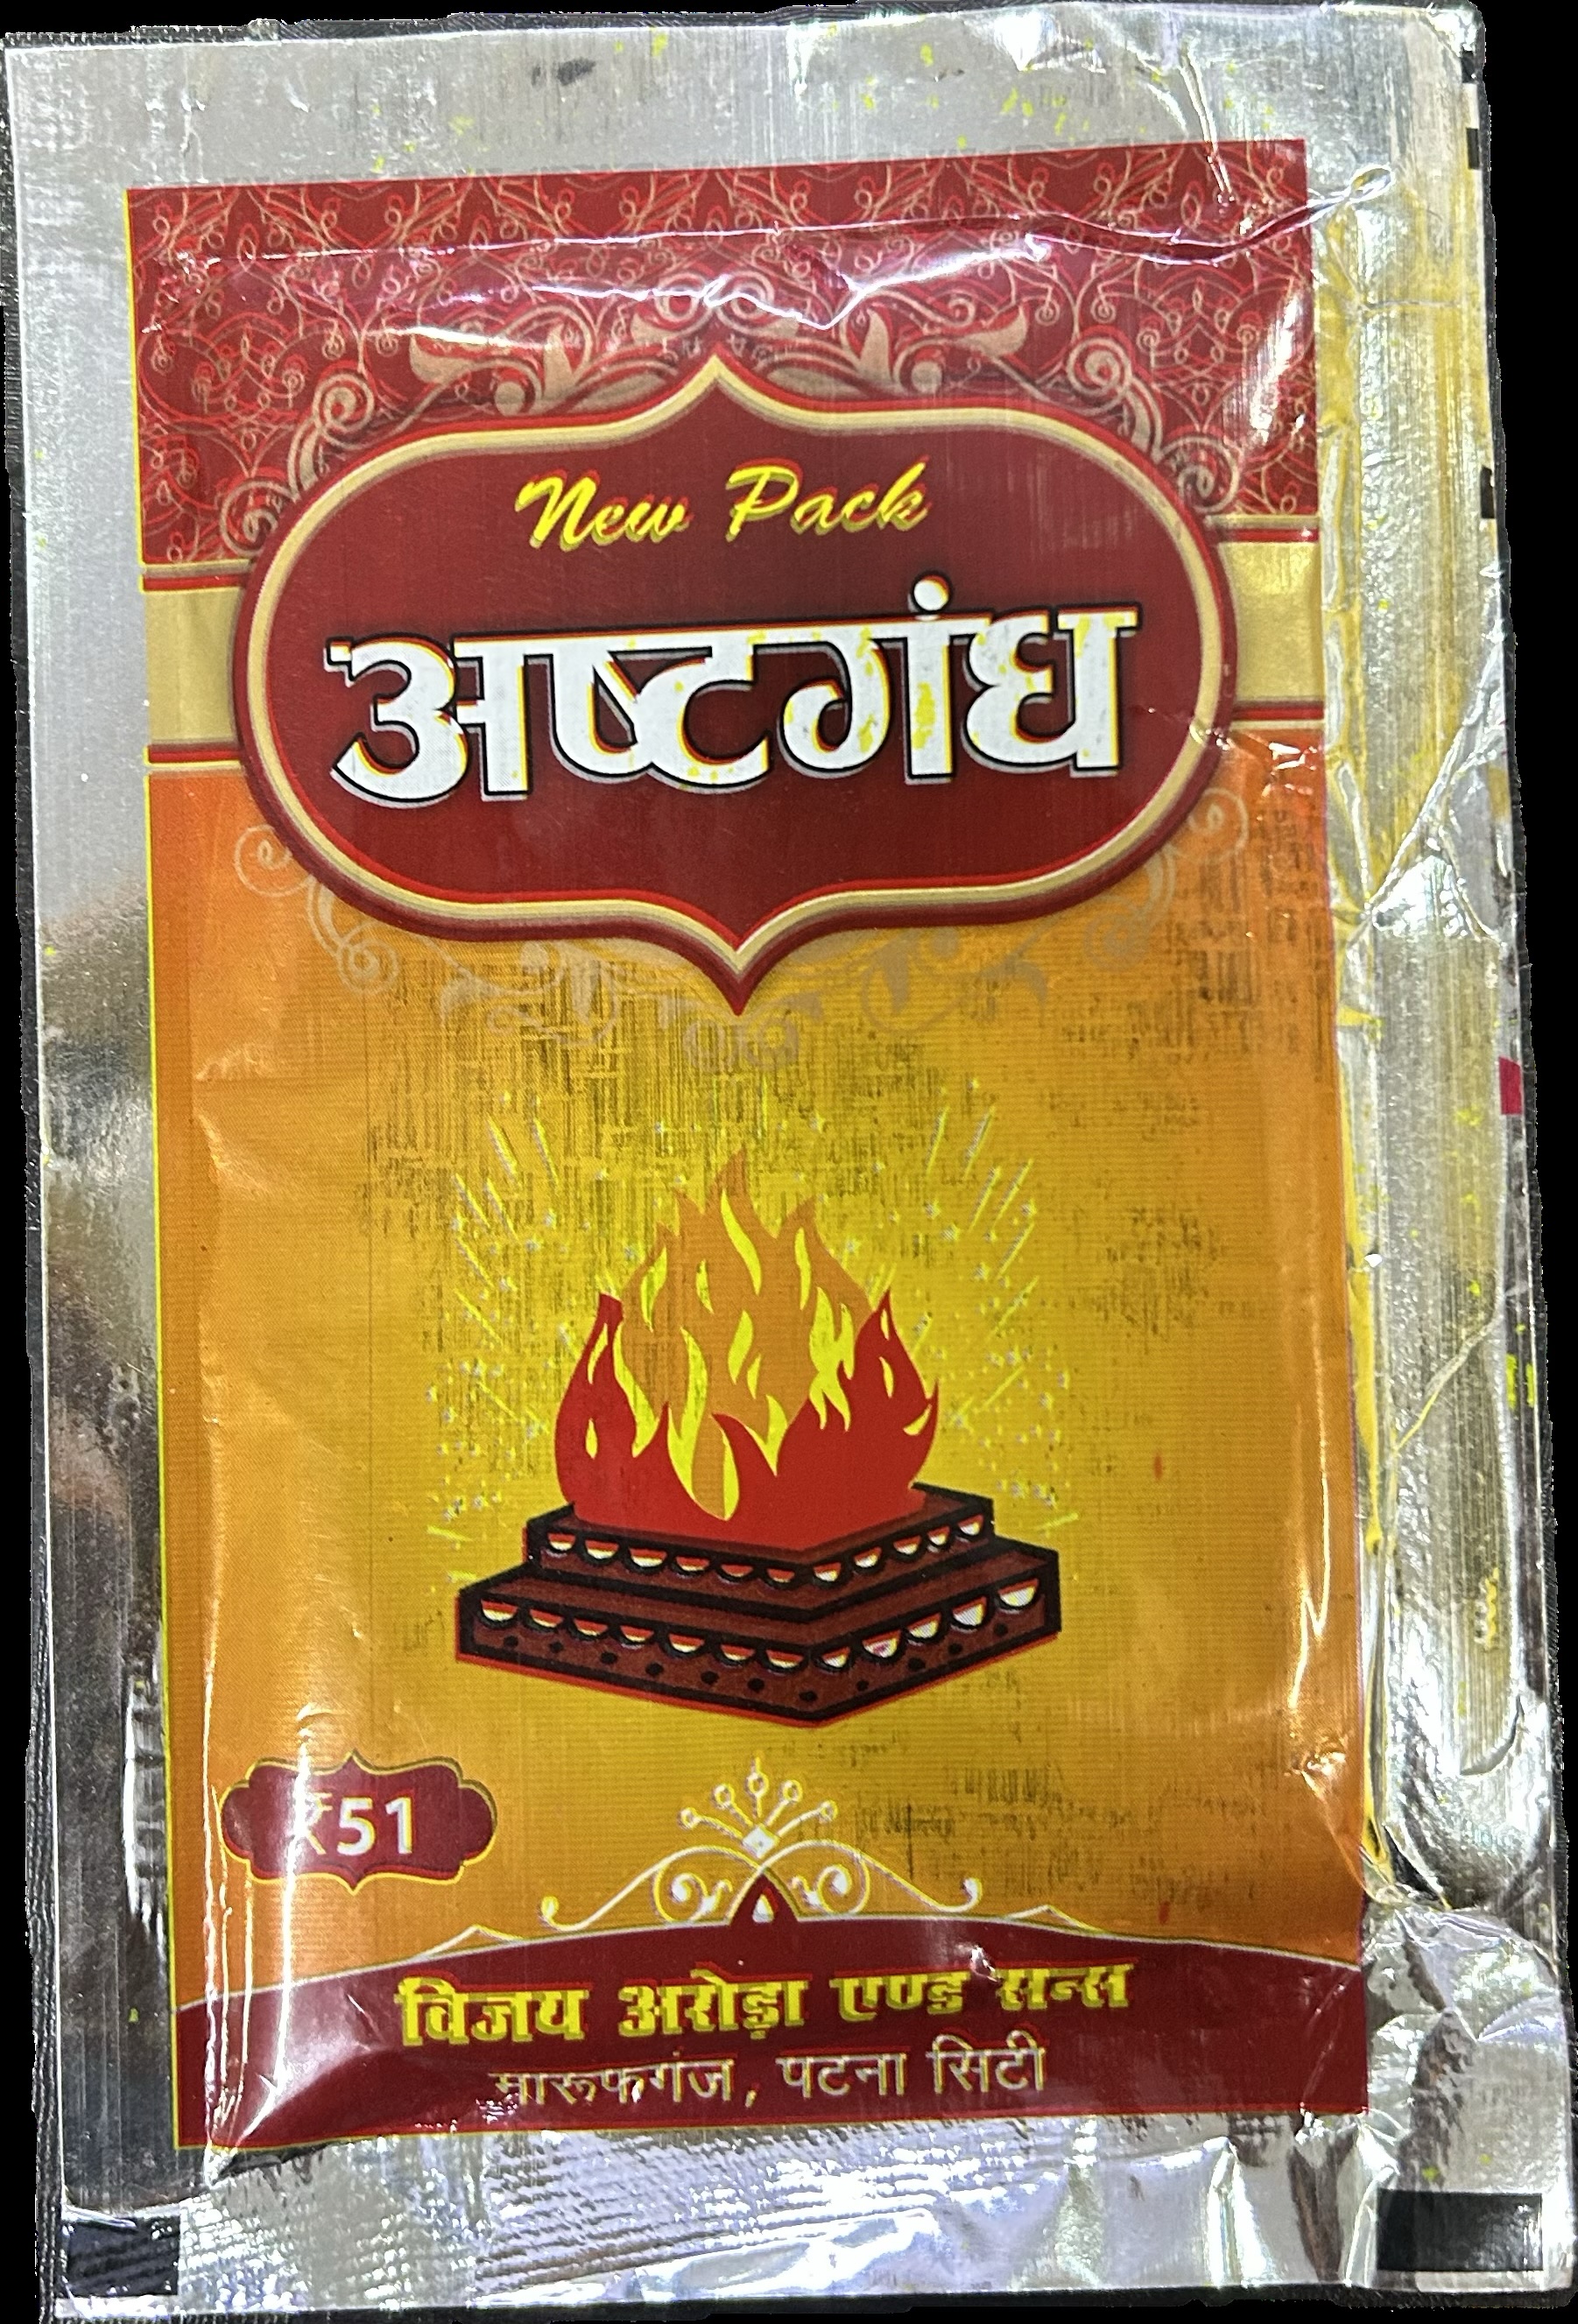 New Pack
अष्टगंध
₹51
विजय अरोड़ा एण्ड सन्स
मारूफगंज, पटना सिटी